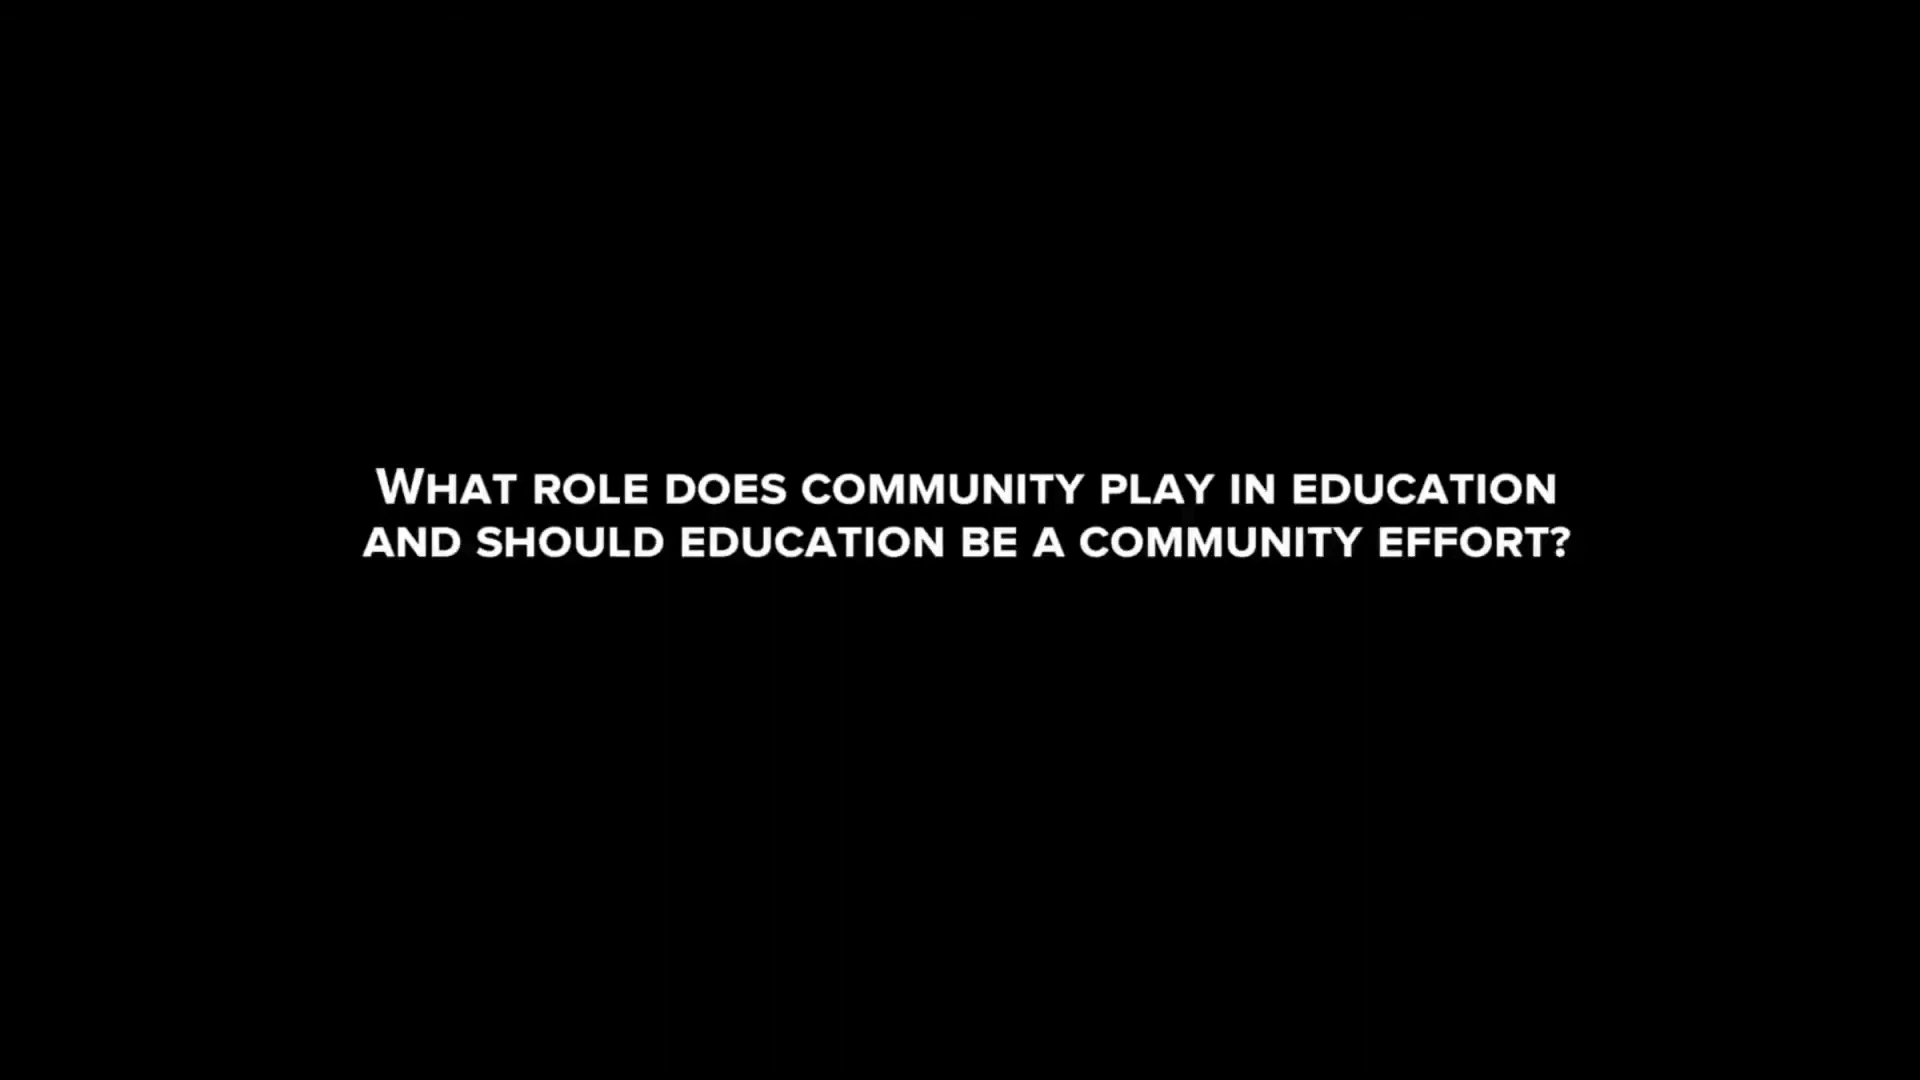 What role does community play in education
and should education be a community effort?